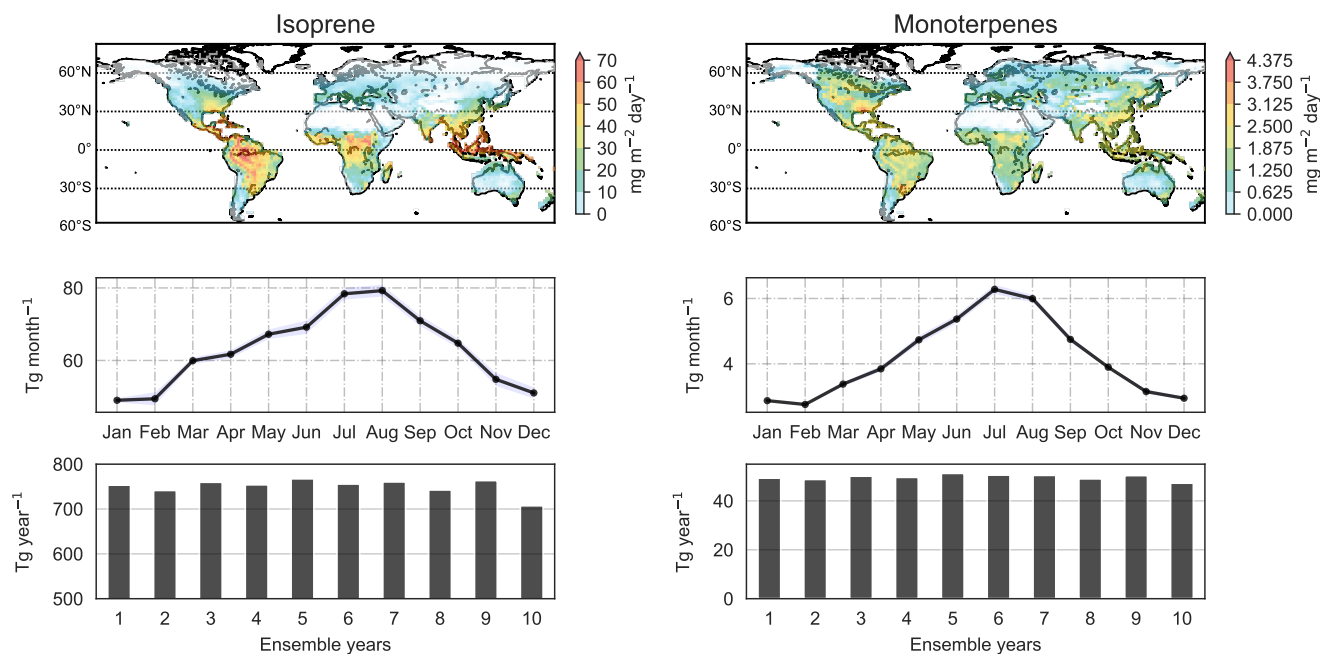 Isoprene
Monoterpenes
60°N
30°N
0°
30°S
60°S
70
60
50
40
30
20
10
0
mg m⁻² day⁻¹
60°N
30°N
0°
30°S
60°S
4.375
3.750
3.125
2.500
1.875
1.250
0.625
0.000
mg m⁻² day⁻¹
Tg month⁻¹
80
60
Jan Feb Mar Apr May Jun Jul Aug Sep Oct Nov Dec
Tg month⁻¹
6
4
Jan Feb Mar Apr May Jun Jul Aug Sep Oct Nov Dec
Tg year⁻¹
800
700
600
500
1 2 3 4 5 6 7 8 9 10
Ensemble years
Tg year⁻¹
40
20
0
1 2 3 4 5 6 7 8 9 10
Ensemble years